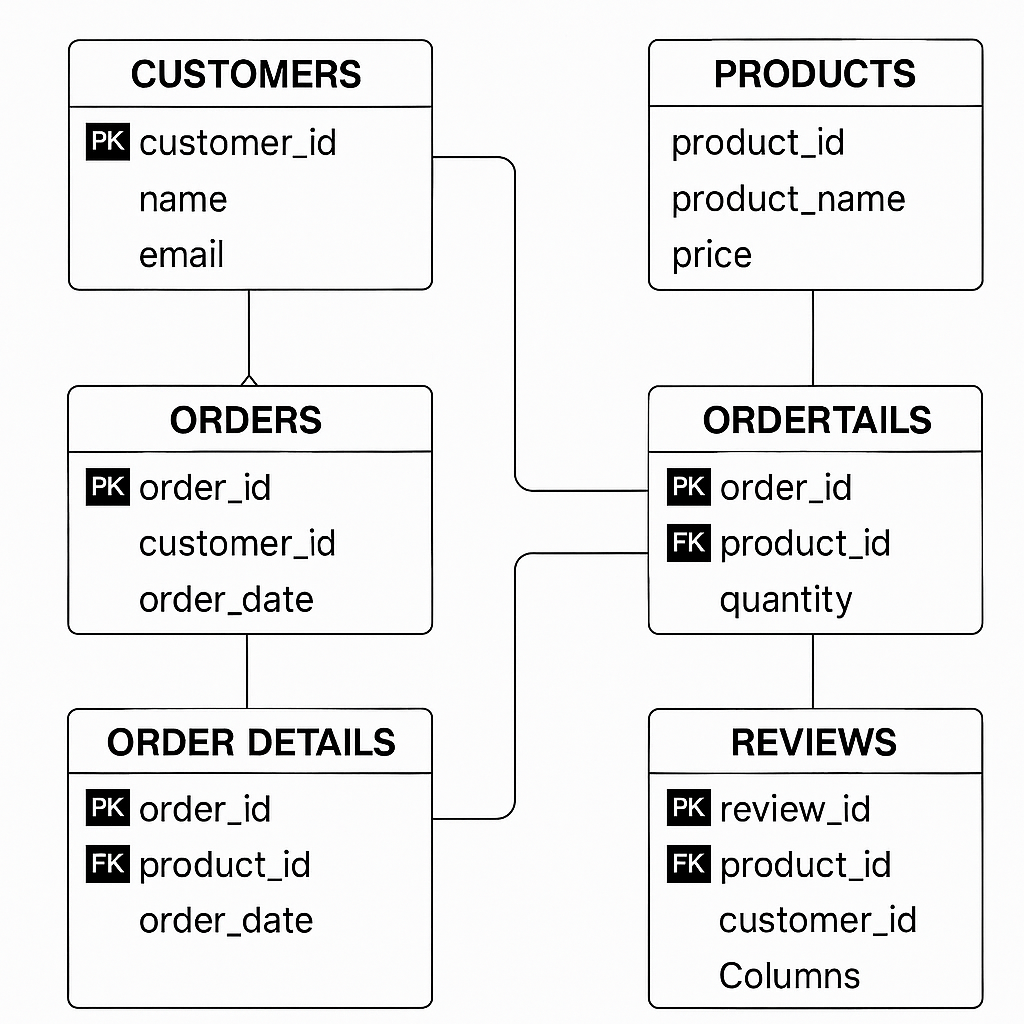 CUSTOMERS
PK customer_id
name
email
PRODUCTS
product_id
product_name
price
ORDERS
PK order_id
customer_id
order_date
ORDERTAILS
PK order_id
FK product_id
quantity
ORDER DETAILS
PK order_id
FK product_id
order_date
REVIEWS
PK review_id
FK product_id
customer_id
Columns